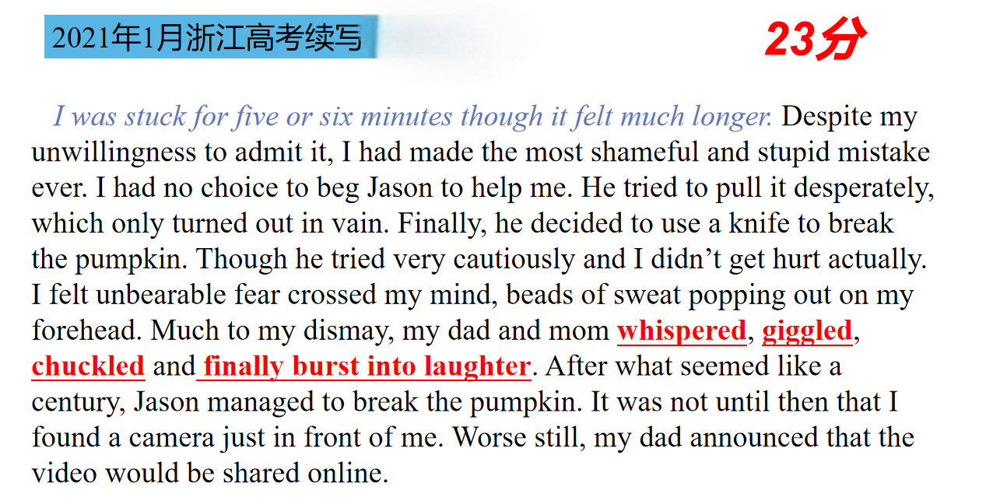 2021年1月浙江高考续写
23分
I was stuck for five or six minutes though it felt much longer. Despite my
unwillingness to admit it, I had made the most shameful and stupid mistake
ever. I had no choice to beg Jason to help me. He tried to pull it desperately,
which only turned out in vain. Finally, he decided to use a knife to break
the pumpkin. Though he tried very cautiously and I didn’t get hurt actually.
I felt unbearable fear crossed my mind, beads of sweat popping out on my
forehead. Much to my dismay, my dad and mom whispered, giggled,
chuckled and finally burst into laughter. After what seemed like a
century, Jason managed to break the pumpkin. It was not until then that I
found a camera just in front of me. Worse still, my dad announced that the
video would be shared online.